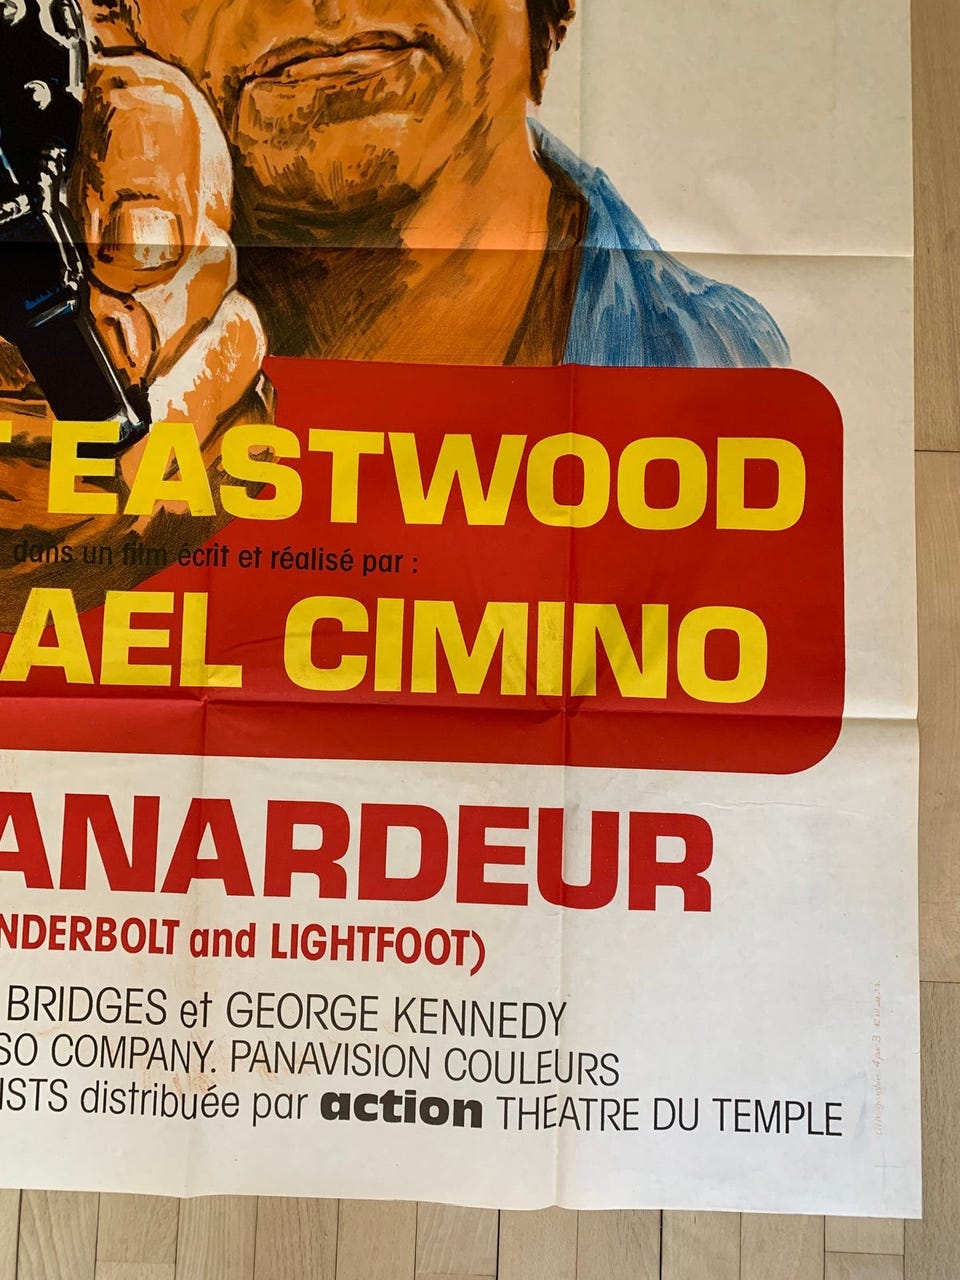 T EASTWOOD
dans un film écrit et réalisé par :
AEL CIMINO
ANARDEUR
NDERBOLT and LIGHTFOOT)
BRIDGES et GEORGE KENNEDY
SO COMPANY. PANAVISION COULEURS
ISTS distribuée par action THEATRE DU TEMPLE